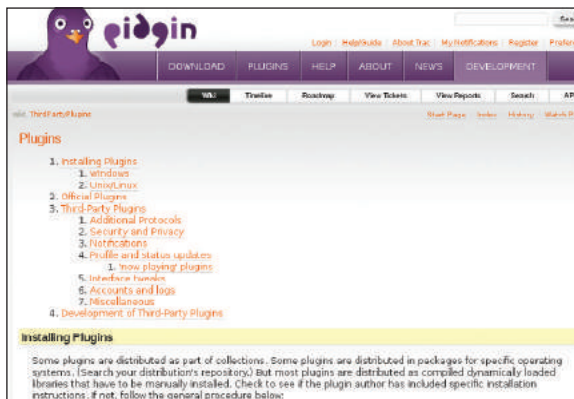 pidgin
Login Help/Guide About Trac My Notifications Register Prefer
DOWNLOAD PLUGINS HELP ABOUT NEWS DEVELOPMENT
Wiki Timeline Roadmap View Tickets View Reports Search AP
wiki: ThirdPartyPlugins
Start Page Index History Watch P
Plugins
1. Installing Plugins
1. Windows
2. Unix/Linux
2. Official Plugins
3. Third-Party Plugins
1. Additional Protocols
2. Security and Privacy
3. Notifications
4. Profile and status updates
1. 'now playing' plugins
5. Interface tweaks
6. Accounts and logs
7. Miscellaneous
4. Development of Third-Party Plugins
Installing Plugins
Some plugins are distributed as part of collections. Some plugins are distributed in packages for specific operating
systems. (Search your distribution's repository.) But most plugins are distributed as compiled dynamically loaded
libraries that have to be manually installed. Check to see if the plugin author has included specific installation
instructions. If not, follow the general procedure below: